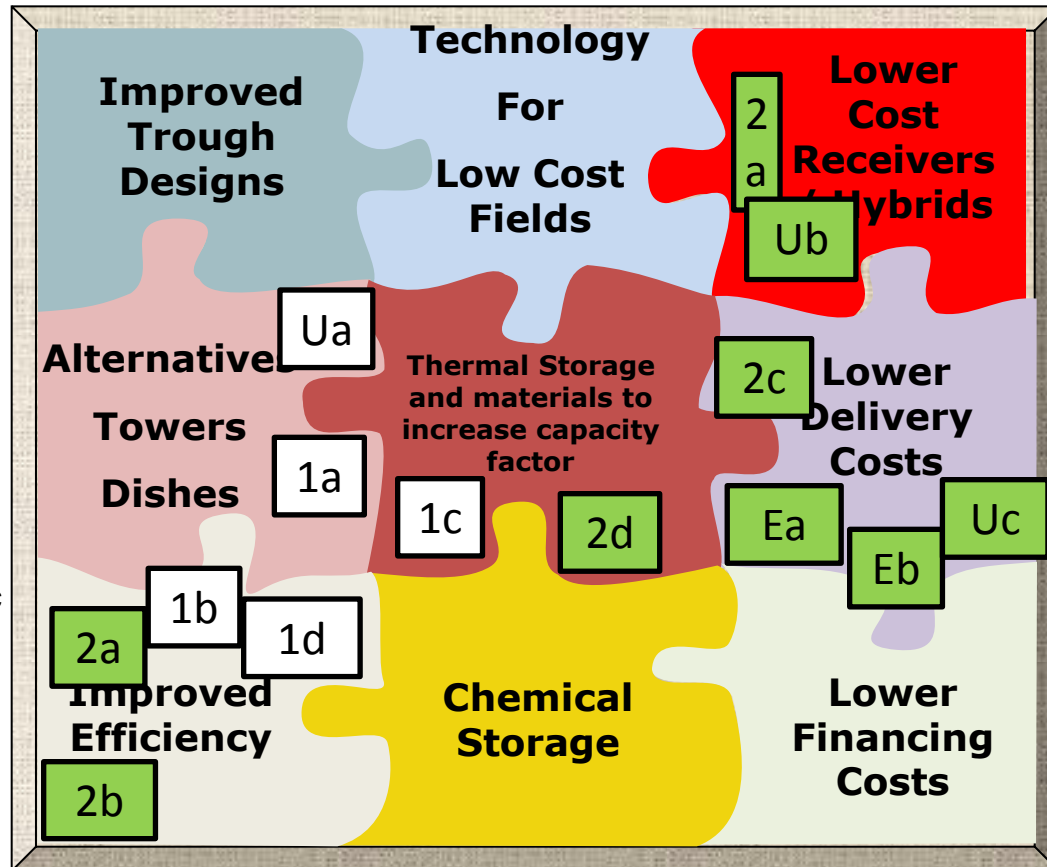 Improved
Trough
Designs
Technology
For
Low Cost
Fields
Lower
Cost
Receivers
/ Hybrids
2
a
Ub
Alternatives
Towers
Dishes
Ua
1a
Thermal Storage
and materials to
increase capacity
factor
1c
2d
2c
Lower
Delivery
Costs
Ea
Eb
Uc
2a
1b
1d
Improved
Efficiency
2b
Chemical
Storage
Lower
Financing
Costs